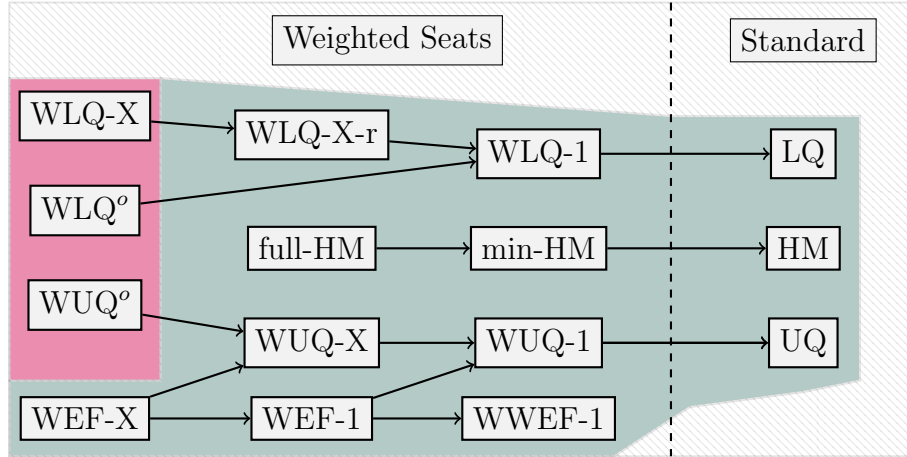 Weighted Seats
Standard
WLQ-X
WLQ-X-r
WLQ-1
LQ
WLQ^o
full-HM
min-HM
HM
WUQ^o
WUQ-X
WUQ-1
UQ
WEF-X
WEF-1
WWEF-1